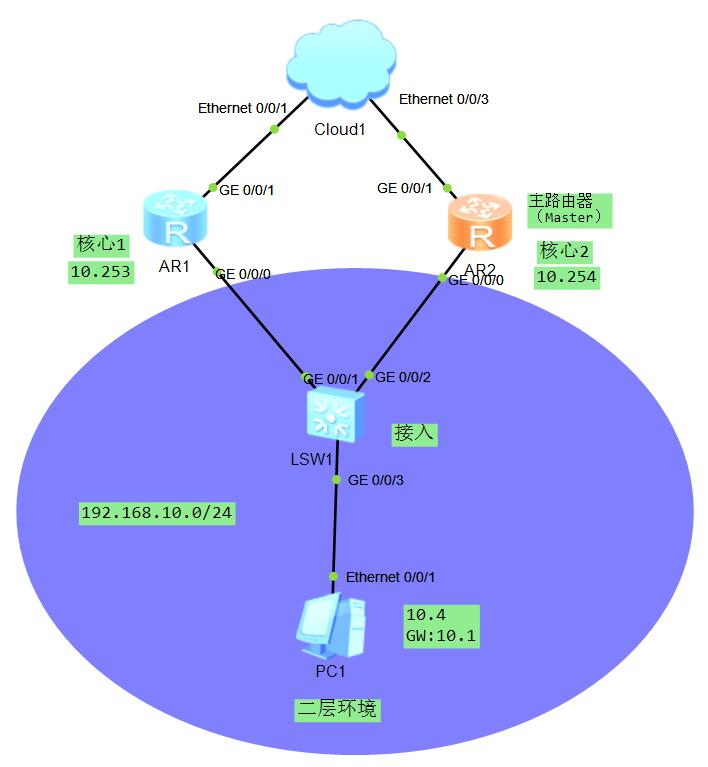 Ethernet 0/0/1
Ethernet 0/0/3
Cloud1
GE 0/0/1
GE 0/0/1
主路由器
（Master）
核心1
10.253
AR1
核心2
10.254
AR2
GE 0/0/0
GE 0/0/0
GE 0/0/1
GE 0/0/2
接入
LSW1
GE 0/0/3
192.168.10.0/24
Ethernet 0/0/1
10.4
GW:10.1
PC1
二层环境